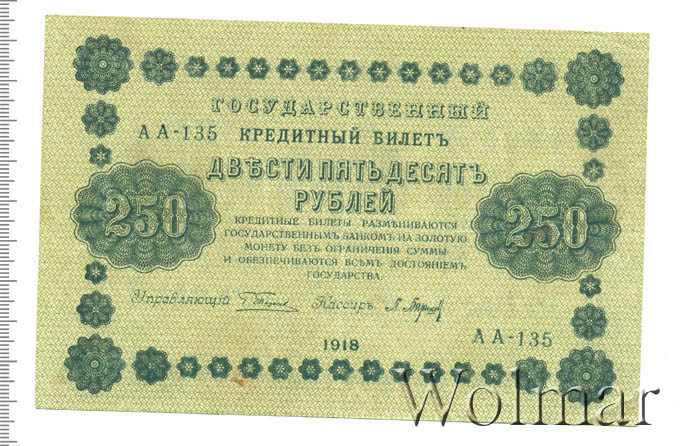 ГОСУДАРСТВЕННЫЙ
АА-135 КРЕДИТНЫЙ БИЛЕТЪ
ДВѢСТИ ПЯТЬДЕСЯТЪ
РУБЛЕЙ
250
250
КРЕДИТНЫЕ БИЛЕТЫ РАЗМѢНИВАЮТСЯ
ГОСУДАРСТВЕННЫМЪ БАНКОМЪ НА ЗОЛОТУЮ
МОНЕТУ БЕЗЪ ОГРАНИЧЕНІЯ СУММЫ
И ОБЕЗПЕЧИВАЮТСЯ ВСѢМЪ ДОСТОЯНІЕМЪ
ГОСУДАРСТВА.
Управляющій Кассиръ
АА-135
1918
Wolmar